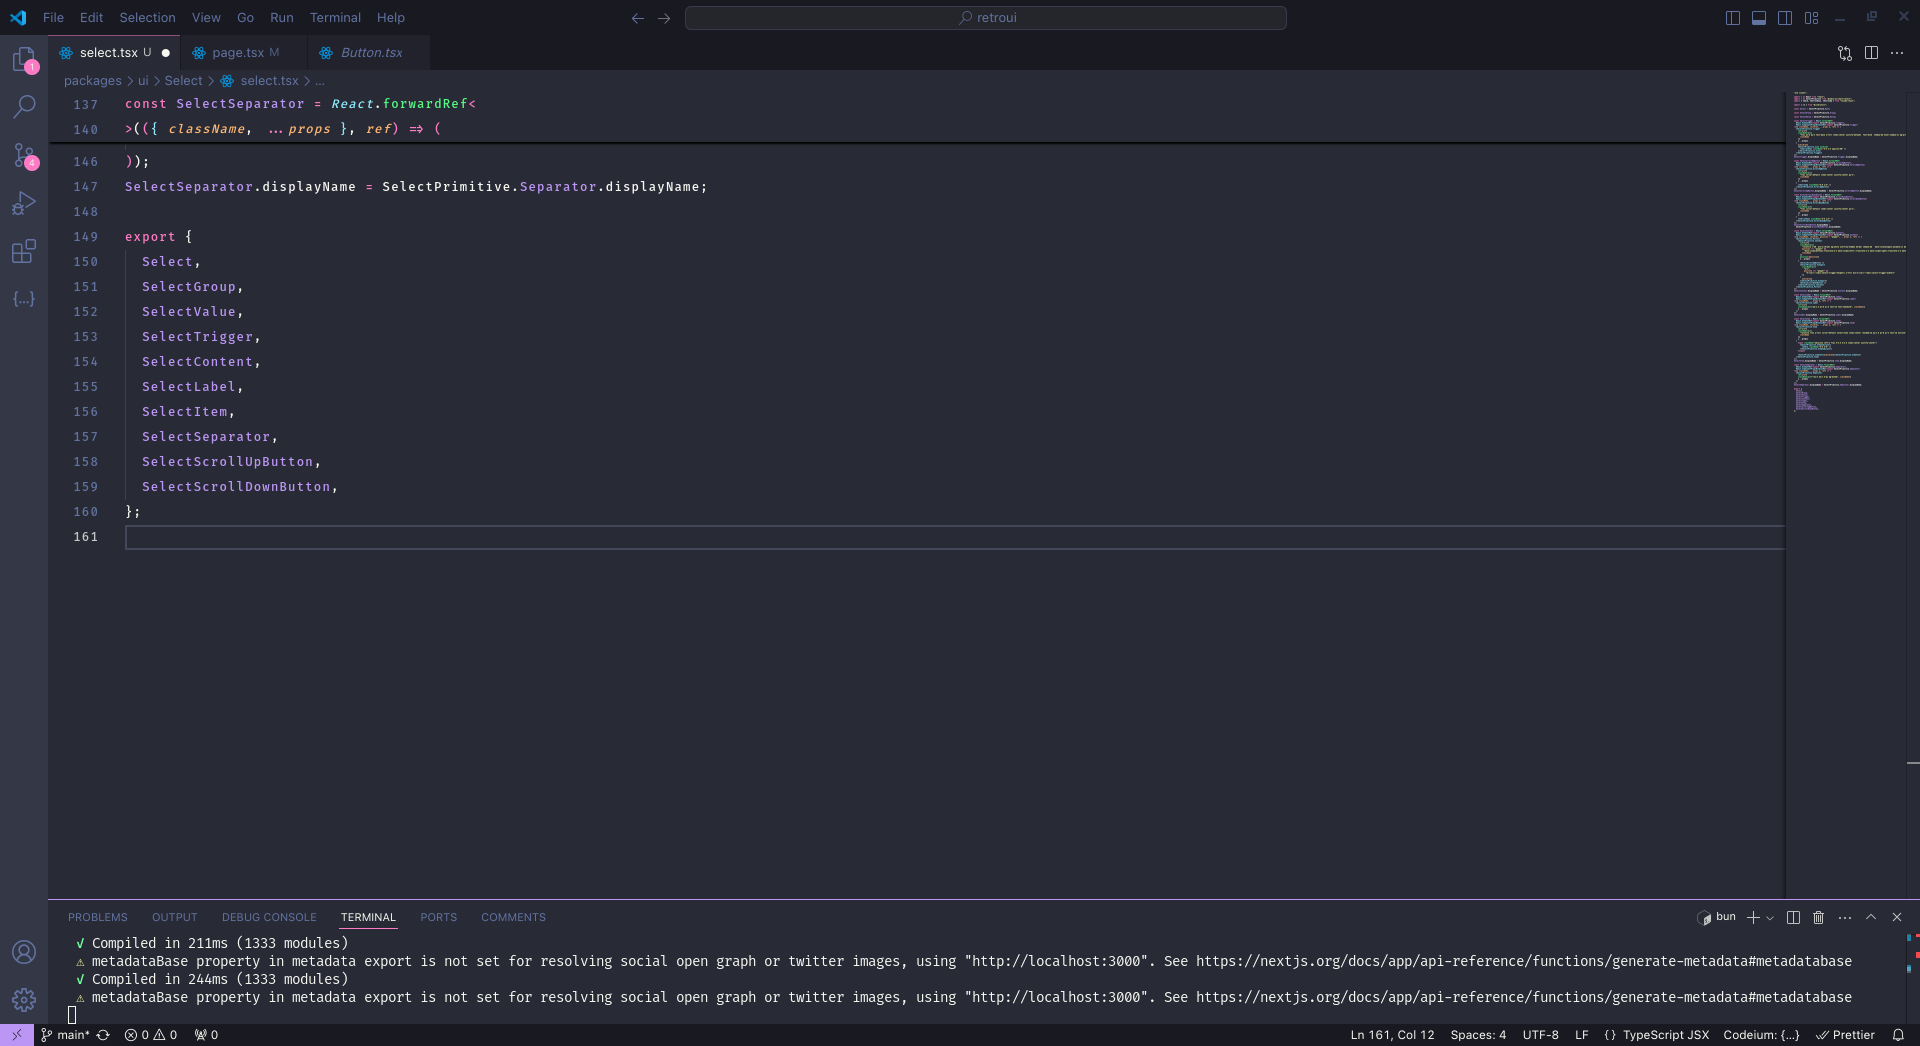 File Edit Selection View Go Run Terminal Help
retroui
select.tsx U
page.tsx M
Button.tsx
1
packages > ui > Select > select.tsx > ...
137 const SelectSeparator = React.forwardRef<
140 >(({ className, ...props }, ref) => (
146 ));
147 SelectSeparator.displayName = SelectPrimitive.Separator.displayName;
148
149 export {
150 Select,
151 SelectGroup,
152 SelectValue,
153 SelectTrigger,
154 SelectContent,
155 SelectLabel,
156 SelectItem,
157 SelectSeparator,
158 SelectScrollUpButton,
159 SelectScrollDownButton,
160 };
161
4
{...}
PROBLEMS OUTPUT DEBUG CONSOLE TERMINAL PORTS COMMENTS
bun
✓ Compiled in 211ms (1333 modules)
⚠ metadataBase property in metadata export is not set for resolving social open graph or twitter images, using "http://localhost:3000". See https://nextjs.org/docs/app/api-reference/functions/generate-metadata#metadatabase
✓ Compiled in 244ms (1333 modules)
⚠ metadataBase property in metadata export is not set for resolving social open graph or twitter images, using "http://localhost:3000". See https://nextjs.org/docs/app/api-reference/functions/generate-metadata#metadatabase
main* 0 0 0
Ln 161, Col 12 Spaces: 4 UTF-8 LF {} TypeScript JSX Codeium: {...} Prettier